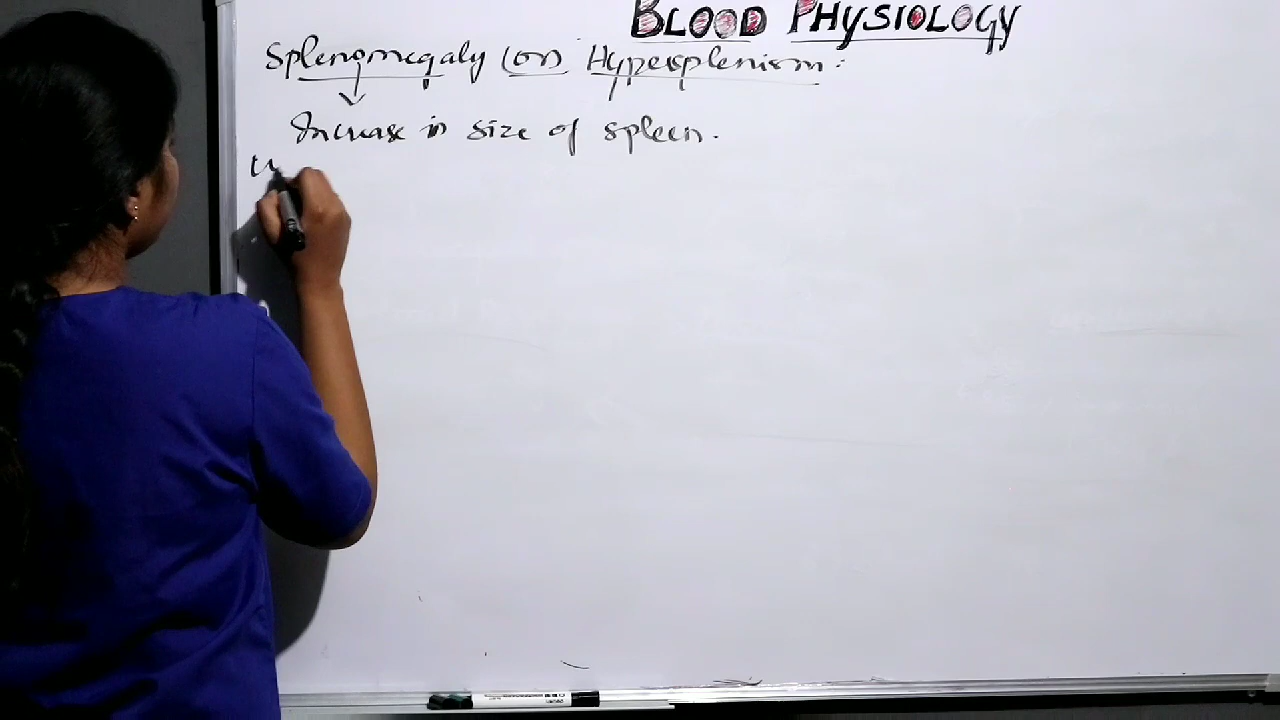 BLOOD PHYSIOLOGY
Splenomegaly (or) Hypersplenism:
Increase in size of spleen.